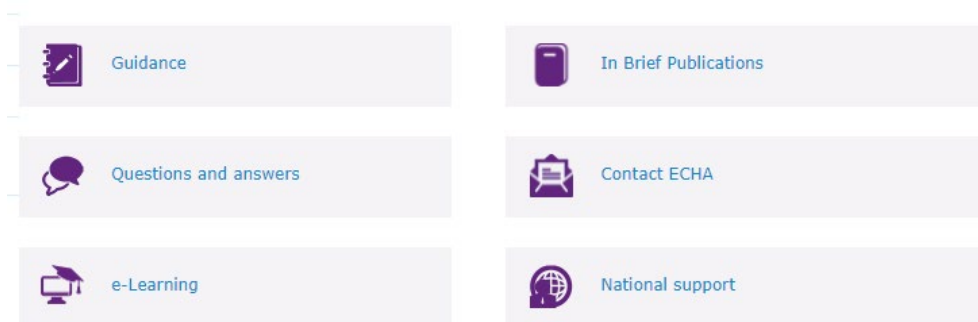 Guidance
In Brief Publications
Questions and answers
Contact ECHA
e-Learning
National support